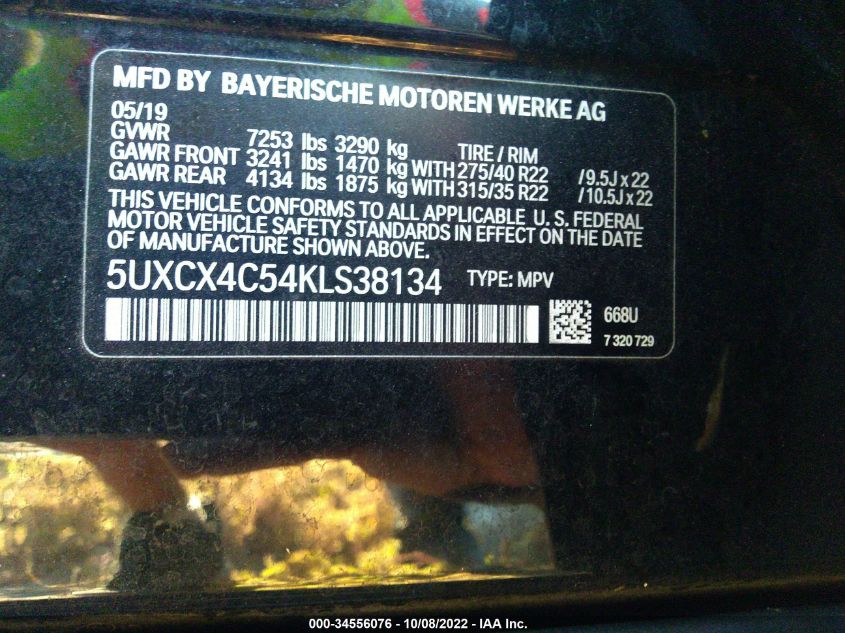 MFD BY BAYERISCHE MOTOREN WERKE AG
05/19
GVWR 7253 lbs 3290 kg TIRE / RIM
GAWR FRONT 3241 lbs 1470 kg WITH 275/40 R22 / 9.5J x 22
GAWR REAR 4134 lbs 1875 kg WITH 315/35 R22 / 10.5J x 22
THIS VEHICLE CONFORMS TO ALL APPLICABLE U. S. FEDERAL
MOTOR VEHICLE SAFETY STANDARDS IN EFFECT ON THE DATE
OF MANUFACTURE SHOWN ABOVE.
5UXCX4C54KLS38134 TYPE: MPV
668U
7 320 729
000-34556076 - 10/08/2022 - IAA Inc.